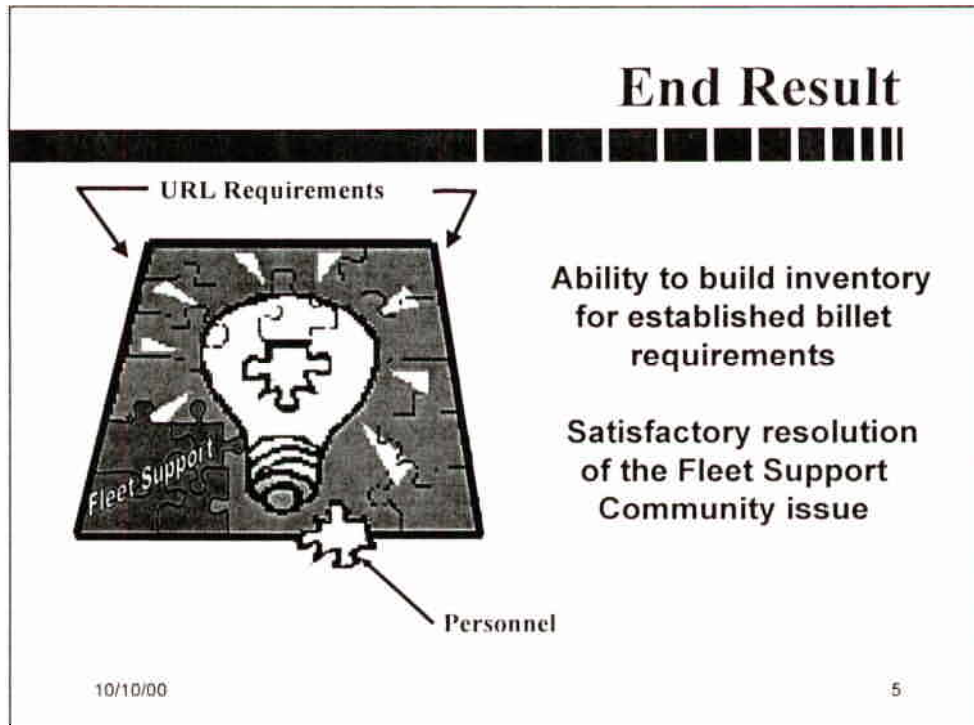 End Result
URL Requirements
Ability to build inventory
for established billet
requirements
Satisfactory resolution
of the Fleet Support
Community issue
Fleet Support
Personnel
10/10/00
5